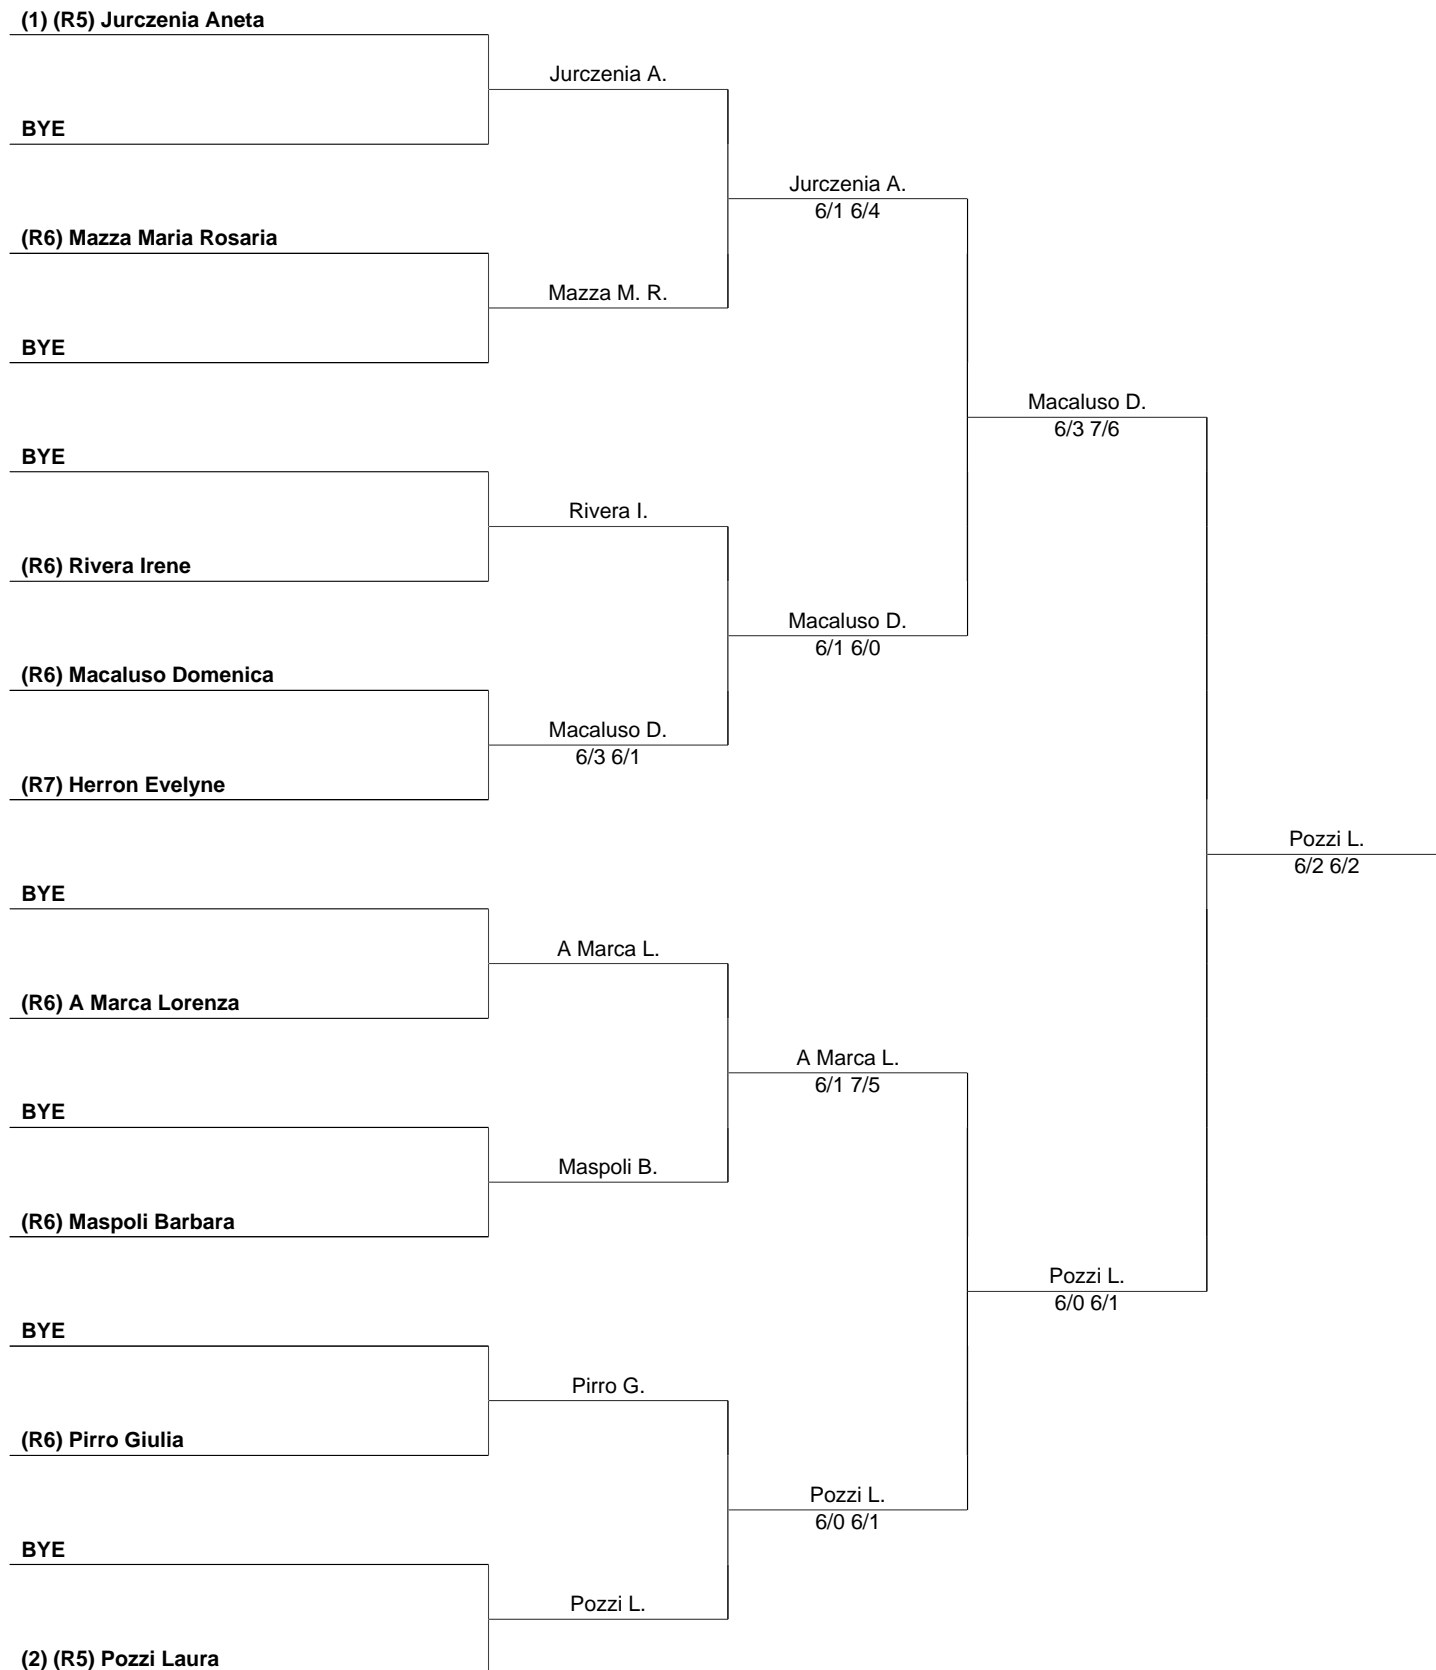 (1) (R5) Jurczenia Aneta
Jurczenia A.
BYE
Jurczenia A.
6/1 6/4
(R6) Mazza Maria Rosaria
Mazza M. R.
BYE
Macaluso D.
6/3 7/6
BYE
Rivera I.
(R6) Rivera Irene
Macaluso D.
6/1 6/0
(R6) Macaluso Domenica
Macaluso D.
6/3 6/1
(R7) Herron Evelyne
Pozzi L.
6/2 6/2
BYE
A Marca L.
(R6) A Marca Lorenza
A Marca L.
6/1 7/5
BYE
Maspoli B.
(R6) Maspoli Barbara
Pozzi L.
6/0 6/1
BYE
Pirro G.
(R6) Pirro Giulia
Pozzi L.
6/0 6/1
BYE
Pozzi L.
(2) (R5) Pozzi Laura